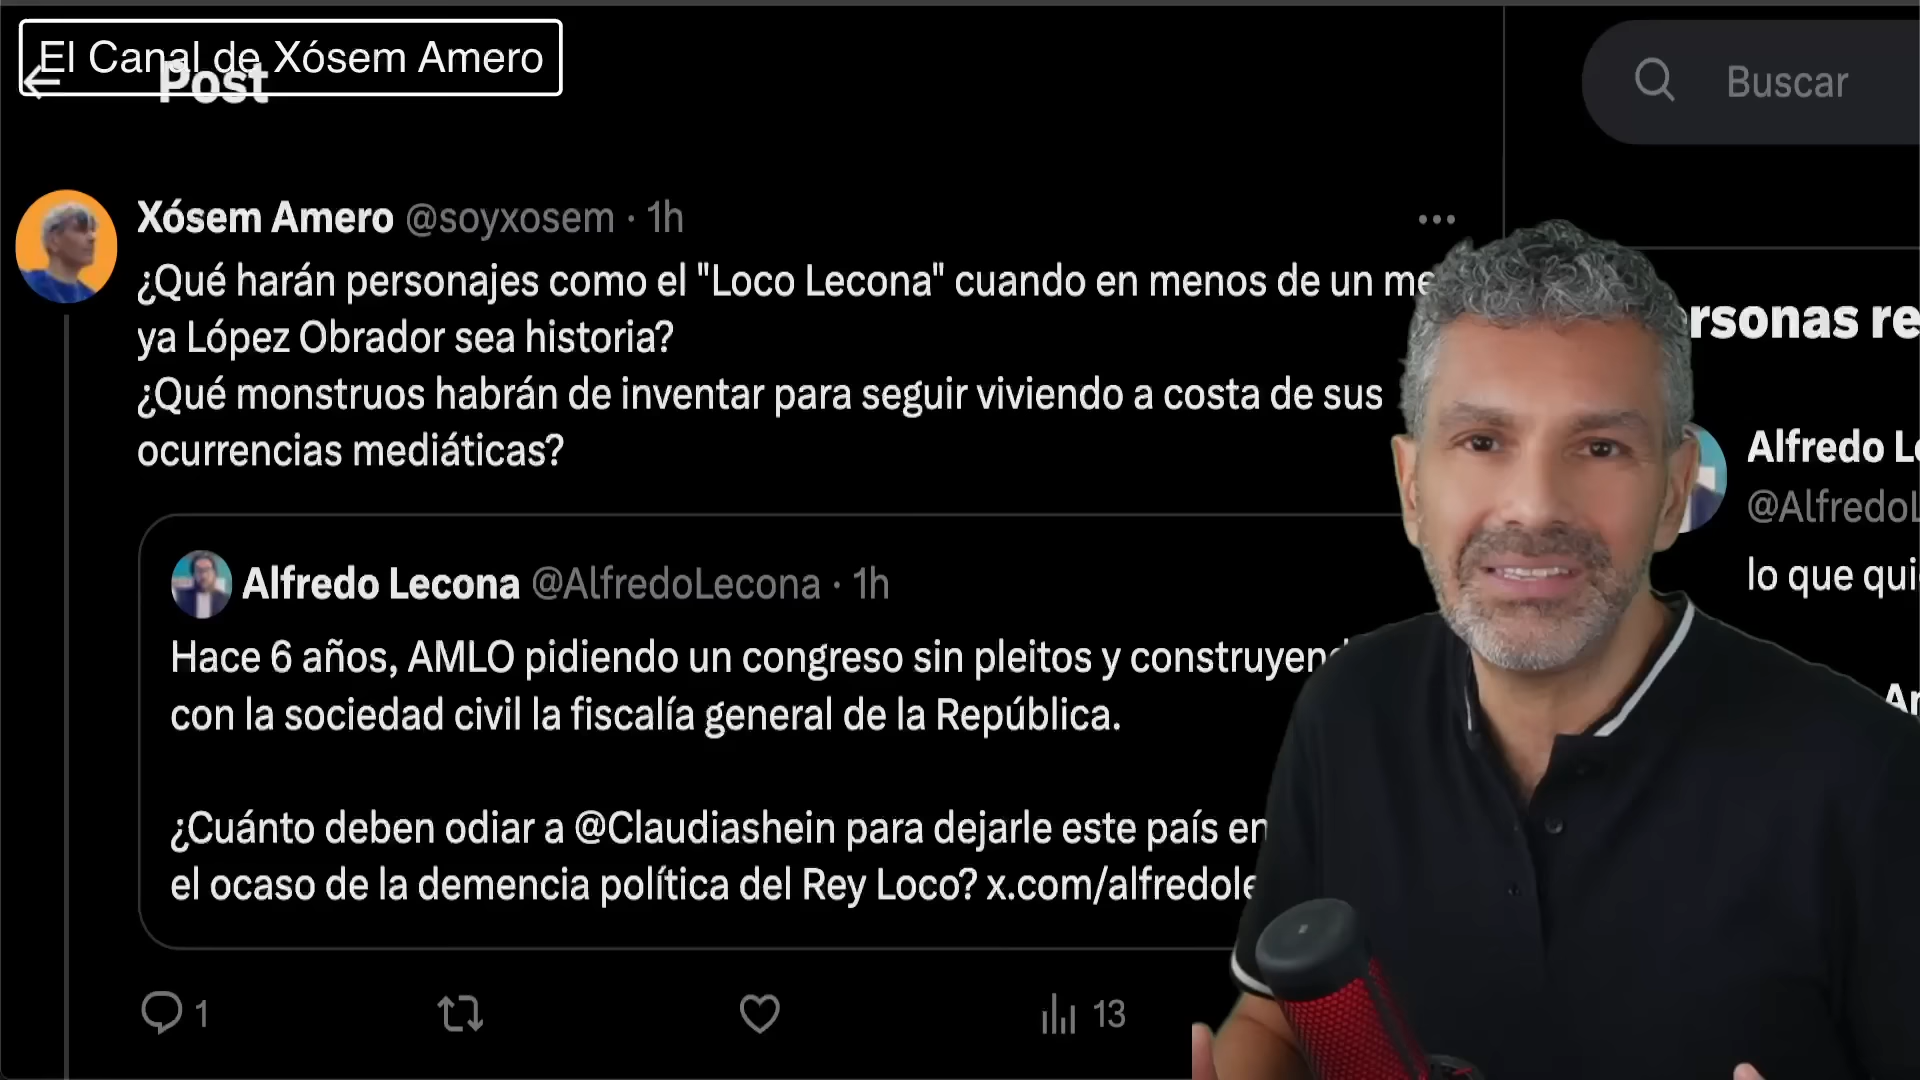 El Canal de Xósem Amero
Post
Buscar
Xósem Amero @soyxosem · 1h
¿Qué harán personajes como el "Loco Lecona" cuando en menos de un me
ya López Obrador sea historia?
¿Qué monstruos habrán de inventar para seguir viviendo a costa de sus
ocurrencias mediáticas?
Alfredo Lecona @AlfredoLecona · 1h
Hace 6 años, AMLO pidiendo un congreso sin pleitos y construyend
con la sociedad civil la fiscalía general de la República.
¿Cuánto deben odiar a @Claudiashein para dejarle este país en
el ocaso de la demencia política del Rey Loco? x.com/alfredole
1
13
rsonas re
Alfredo Le
@AlfredoL
lo que qui
Ar